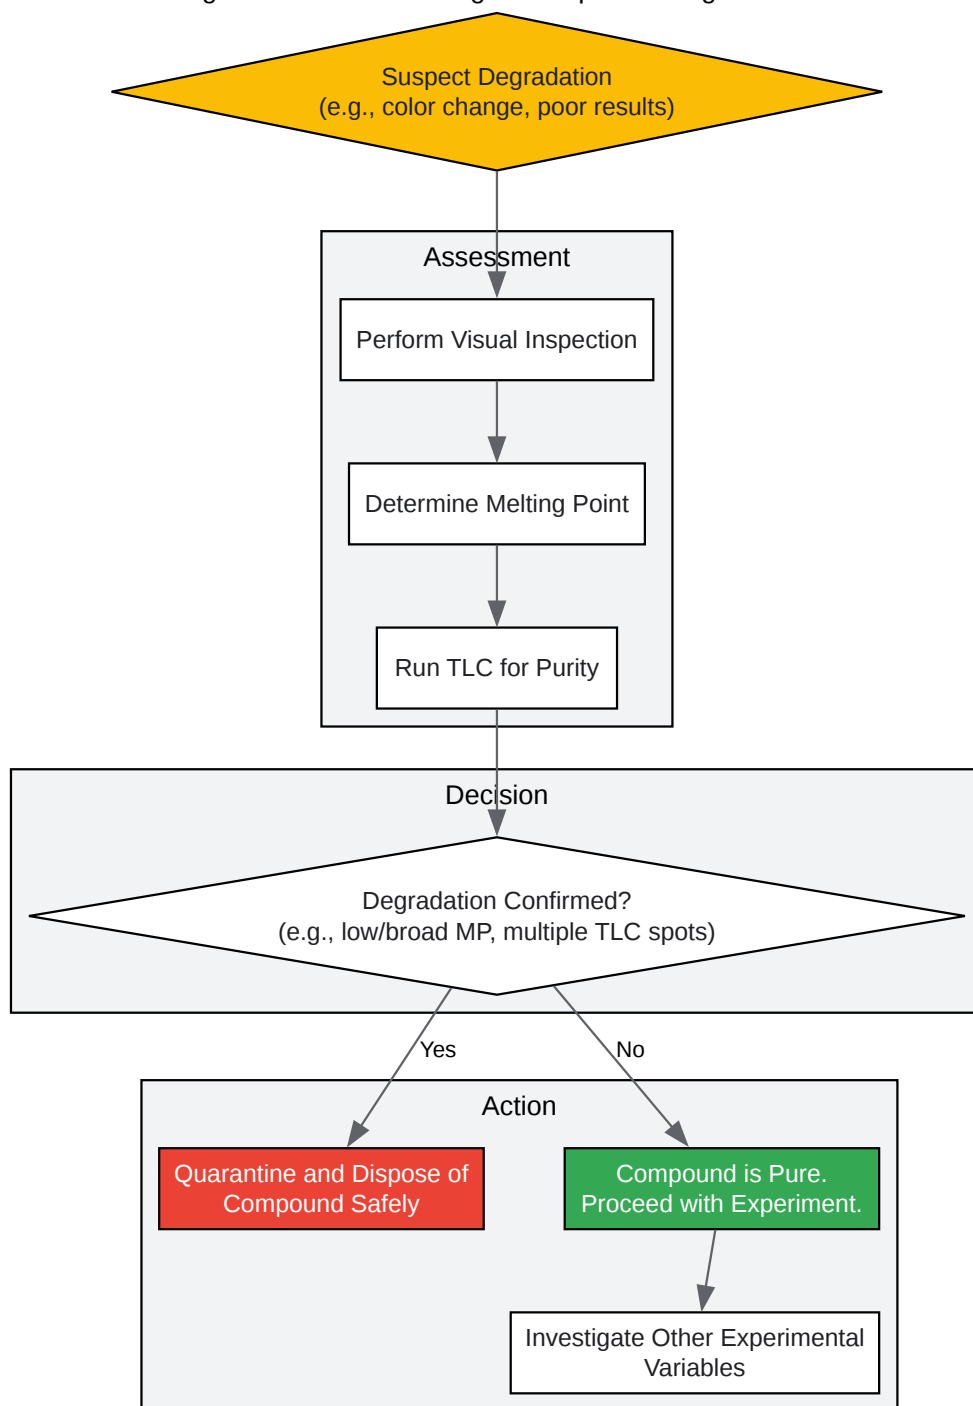 Suspect Degradation
(e.g., color change, poor results)
Assessment
Perform Visual Inspection
Determine Melting Point
Run TLC for Purity
Decision
Degradation Confirmed?
(e.g., low/broad MP, multiple TLC spots)
Yes
No
Action
Quarantine and Dispose of
Compound Safely
Compound is Pure.
Proceed with Experiment.
Investigate Other Experimental
Variables